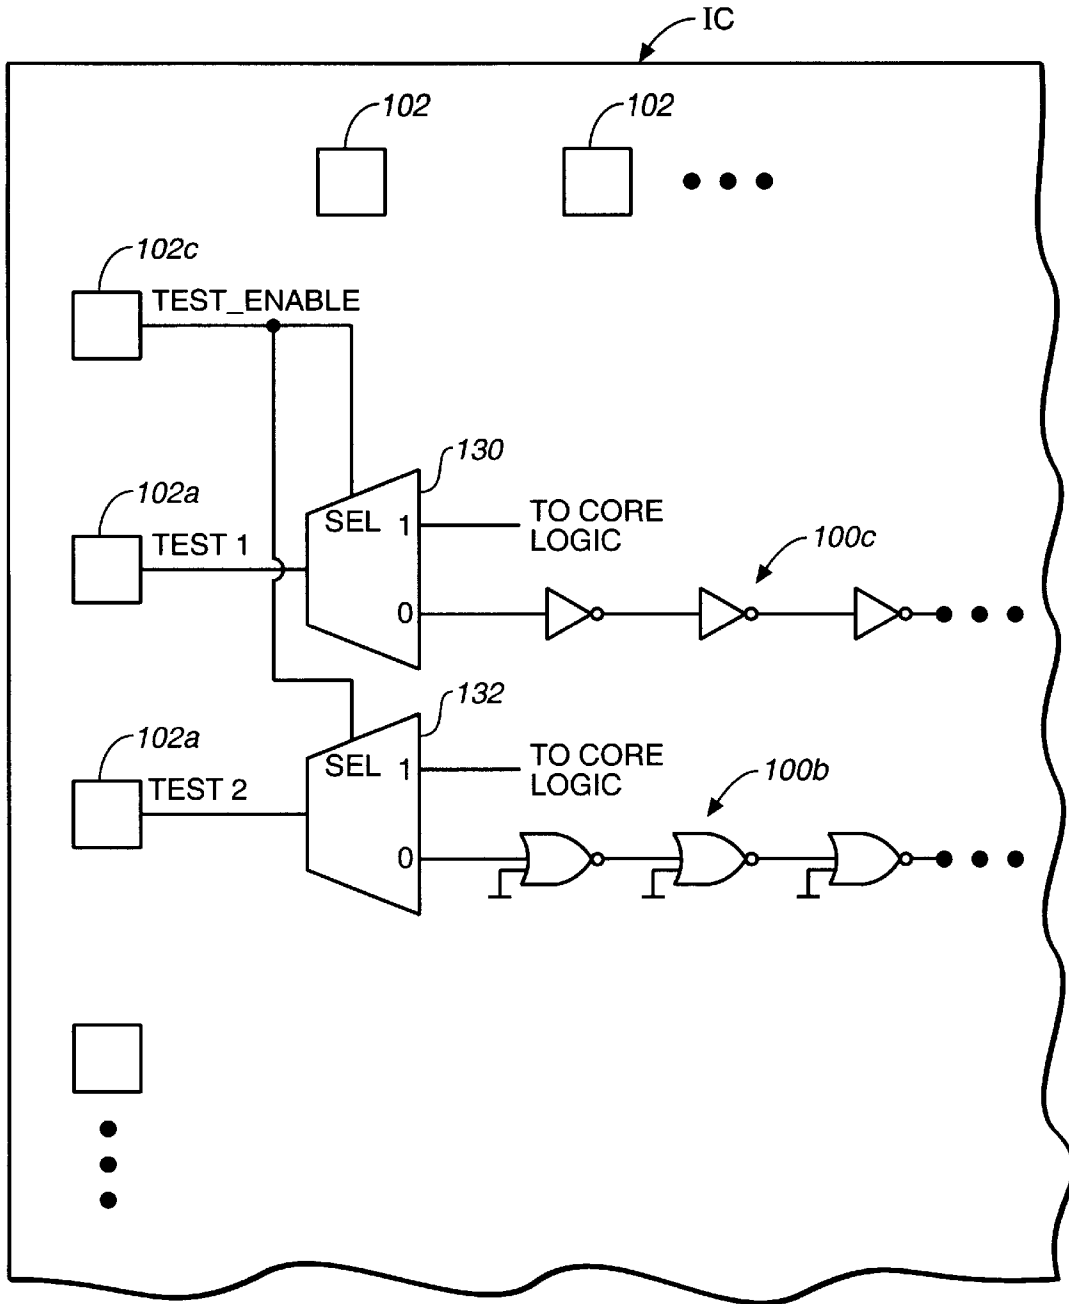 IC
102
102
102c
TEST_ENABLE
130
102a
TEST 1
SEL 1
TO CORE
LOGIC
100c
0
132
102a
TEST 2
SEL 1
TO CORE
LOGIC
100b
0